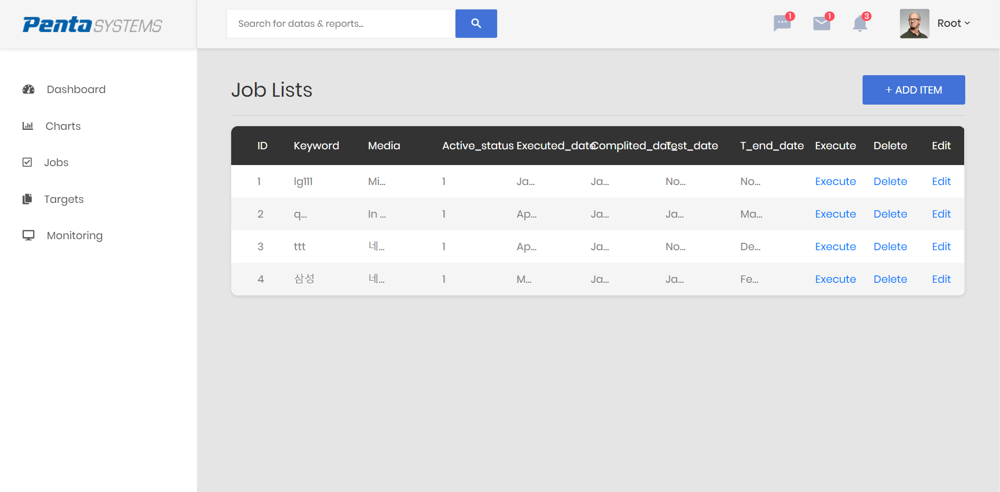 Penta SYSTEMS
Search for datas & reports...
1
1
3
Root
Dashboard
Charts
Jobs
Targets
Monitoring
Job Lists
+ ADD ITEM
ID Keyword Media Active_status Executed_date Complited_date Test_date T_end_date Execute Delete Edit
1 lg111 Mi... 1 Ja... Ja... No... No... Execute Delete Edit
2 q... In ... 1 Ap... Ja... Ja... Ma... Execute Delete Edit
3 ttt 네... 1 Ap... Ja... No... De... Execute Delete Edit
4 삼성 네... 1 M... Ja... Ja... Fe... Execute Delete Edit